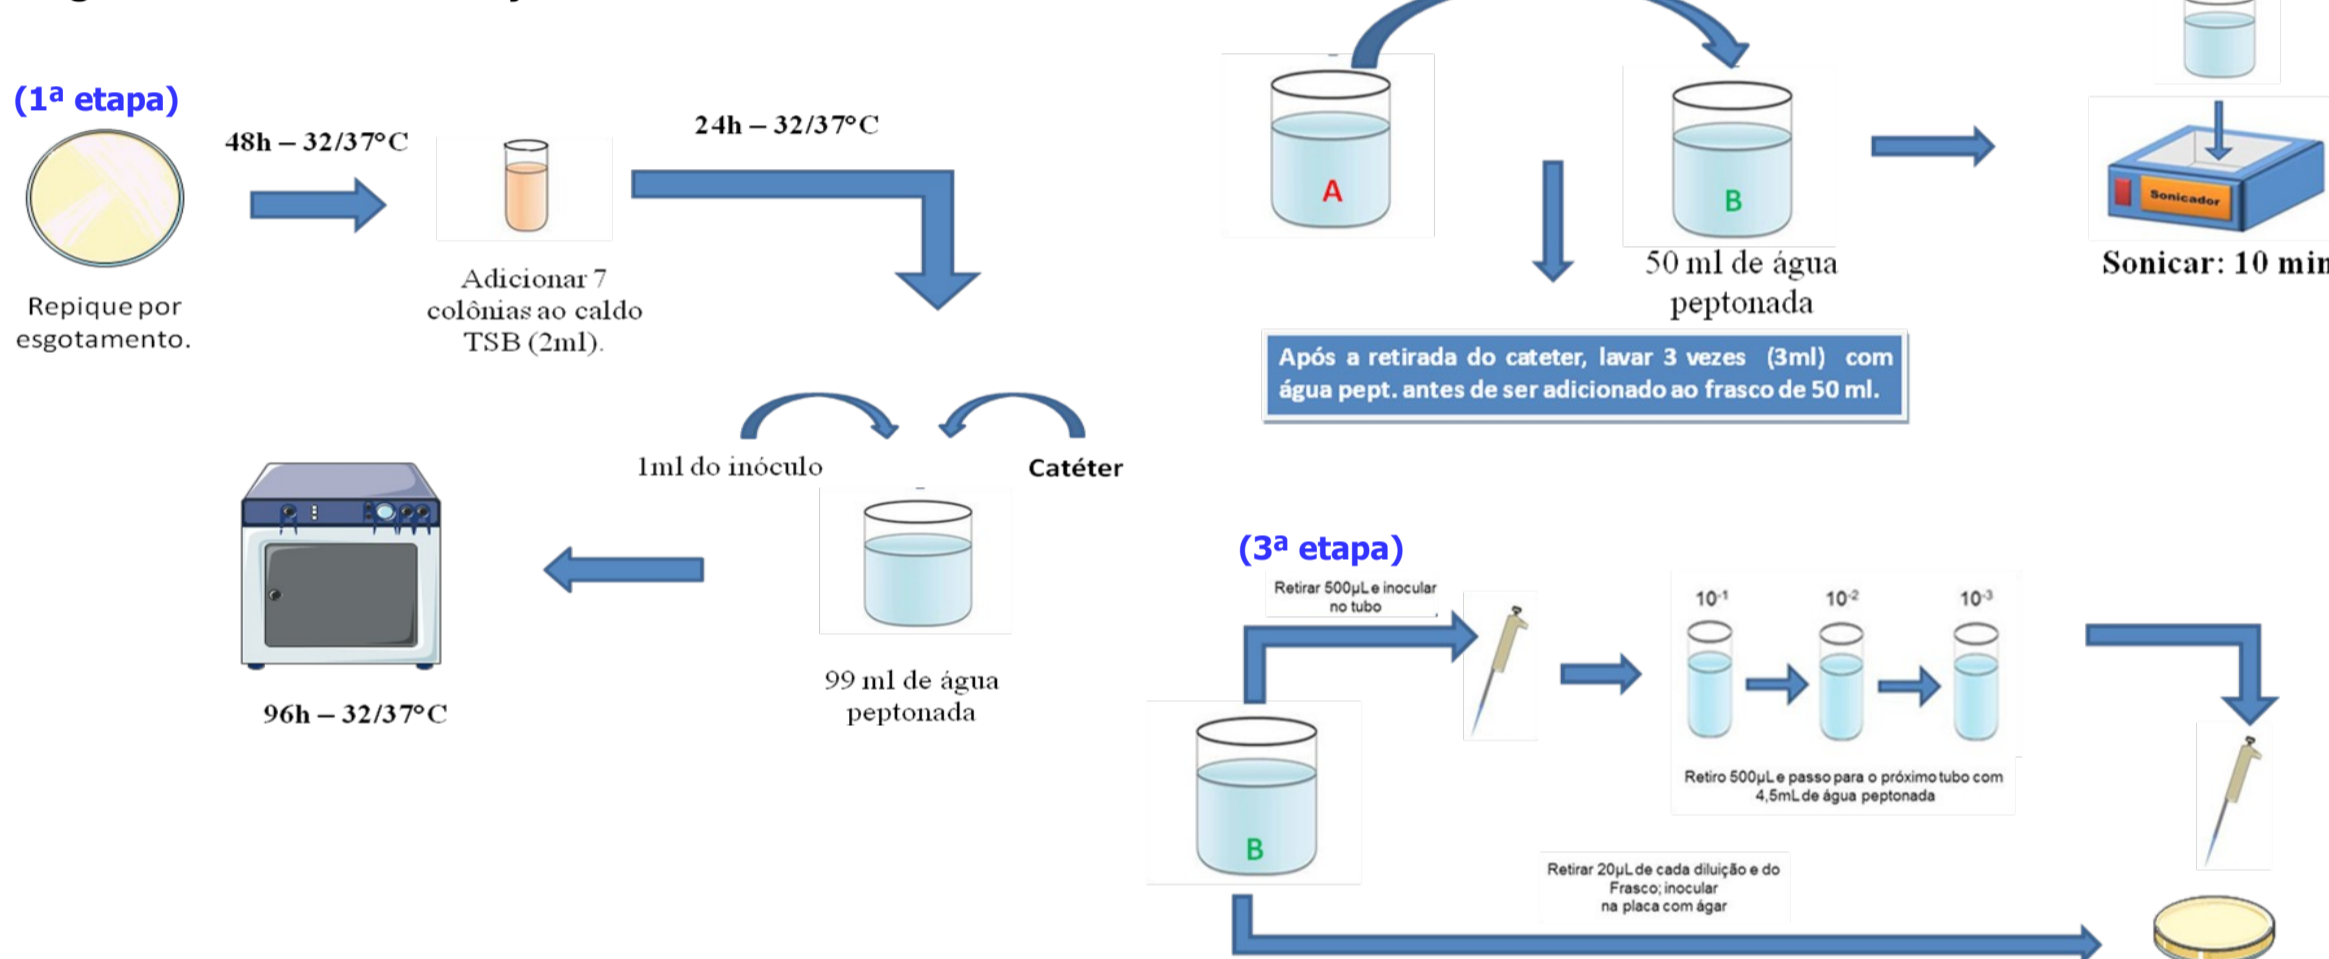 (1ª etapa)
48h – 32/37°C
24h – 32/37°C
Repique por
esgotamento.
Adicionar 7
colônias ao caldo
TSB (2ml).
1ml do inóculo
Catéter
99 ml de água
peptonada
96h – 32/37°C
A
B
50 ml de água
peptonada
Sonicador
Sonicar: 10 min
Após a retirada do cateter, lavar 3 vezes (3ml) com
água pept. antes de ser adicionado ao frasco de 50 ml.
(3ª etapa)
Retirar 500µL e inocular
no tubo
10-1 10-2 10-3
Retiro 500µL e passo para o próximo tubo com
4,5mL de água peptonada
B
Retirar 20µL de cada diluição e do
Frasco; inocular
na placa com ágar